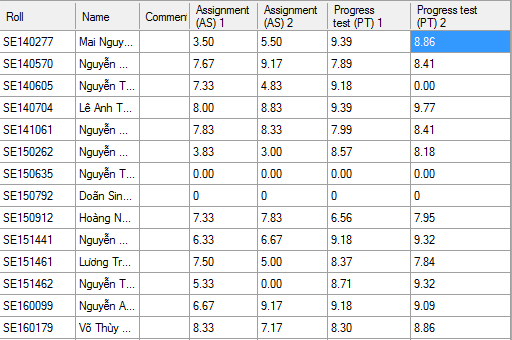 Roll Name Commen Assignment (AS) 1 Assignment (AS) 2 Progress test (PT) 1 Progress test (PT) 2
SE140277 Mai Nguy... 3.50 5.50 9.39 8.86
SE140570 Nguyễn ... 7.67 9.17 7.89 8.41
SE140605 Nguyễn T... 7.33 4.83 9.18 0.00
SE140704 Lê Anh T... 8.00 8.83 9.39 9.77
SE141061 Nguyễn ... 7.83 8.33 7.99 8.41
SE150262 Nguyễn ... 3.83 3.00 8.57 8.18
SE150635 Nguyễn T... 0.00 0.00 0.00 0.00
SE150792 Doãn Sin... 0 0 0 0
SE150912 Hoàng N... 7.33 7.83 6.56 7.95
SE151441 Nguyễn ... 6.33 6.67 9.18 9.32
SE151461 Lương Tr... 7.50 5.00 8.37 7.84
SE151462 Nguyễn T... 5.33 0.00 8.71 9.32
SE160099 Nguyễn A... 6.67 9.17 9.18 9.09
SE160179 Võ Thùy ... 8.33 7.17 8.30 8.86